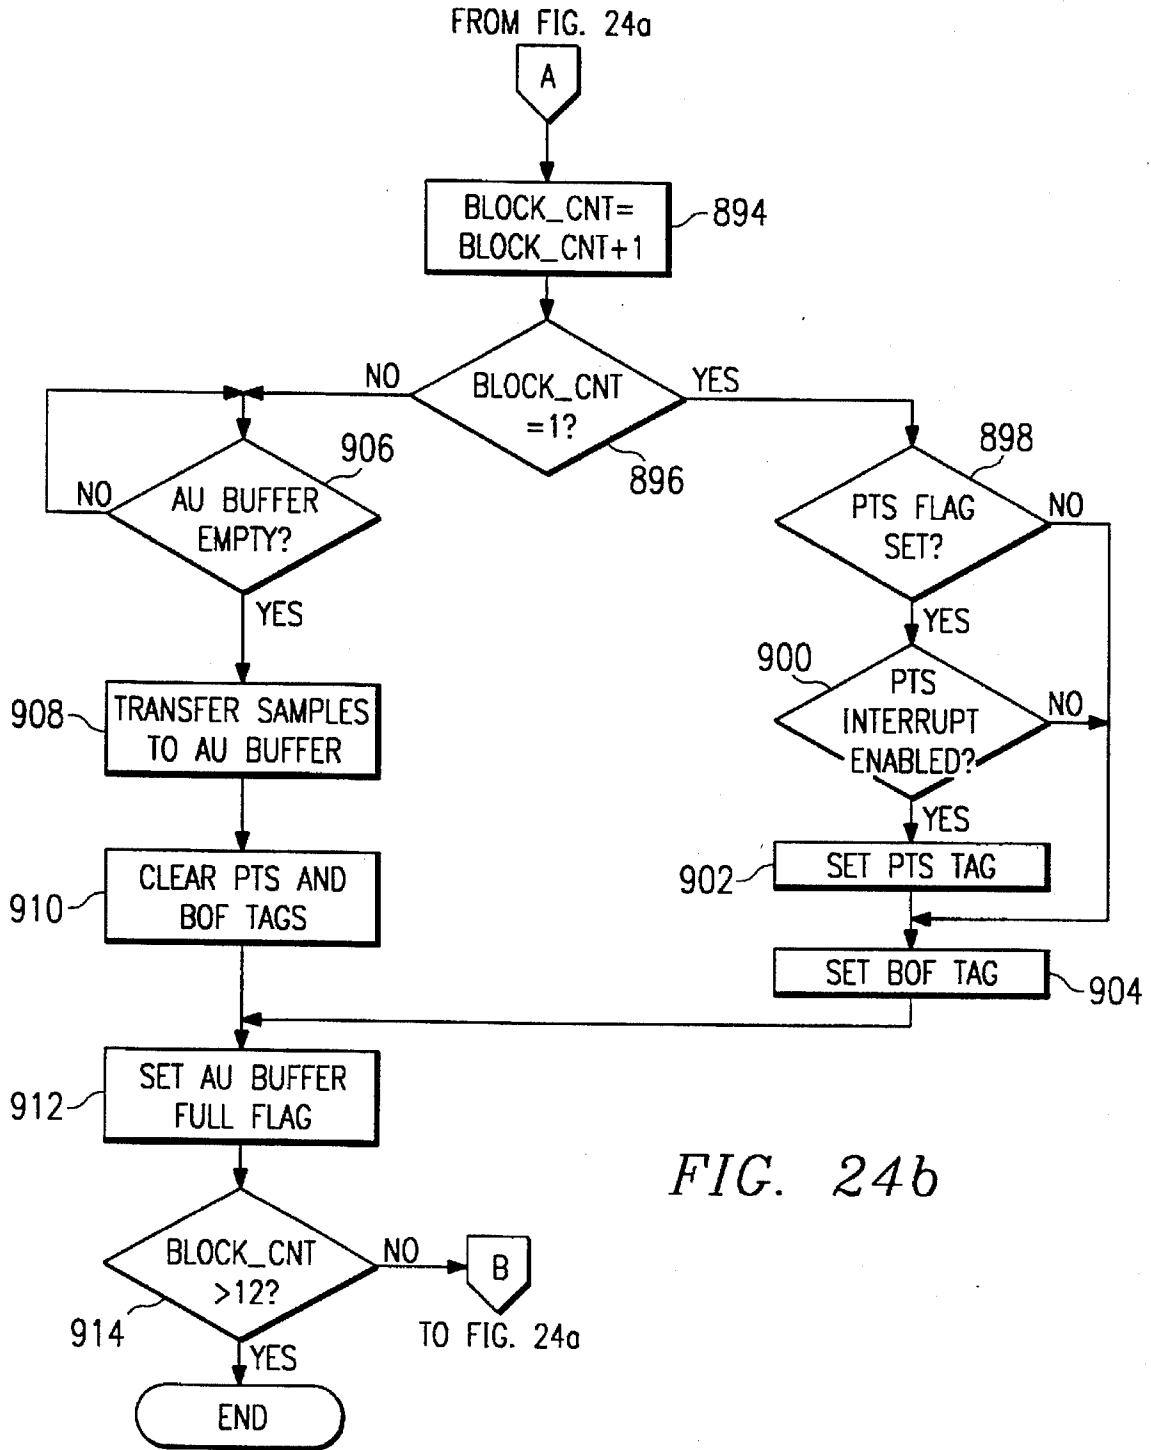 FROM FIG. 24a
A
BLOCK_CNT=
BLOCK_CNT+1
894
BLOCK_CNT
=1?
896
NO
YES
906
AU BUFFER
EMPTY?
NO
YES
898
PTS FLAG
SET?
NO
YES
900
PTS
INTERRUPT
ENABLED?
NO
YES
908
TRANSFER SAMPLES
TO AU BUFFER
902
SET PTS TAG
910
CLEAR PTS AND
BOF TAGS
SET BOF TAG
904
912
SET AU BUFFER
FULL FLAG
FIG. 24b
BLOCK_CNT
>12?
914
NO
B
TO FIG. 24a
YES
END